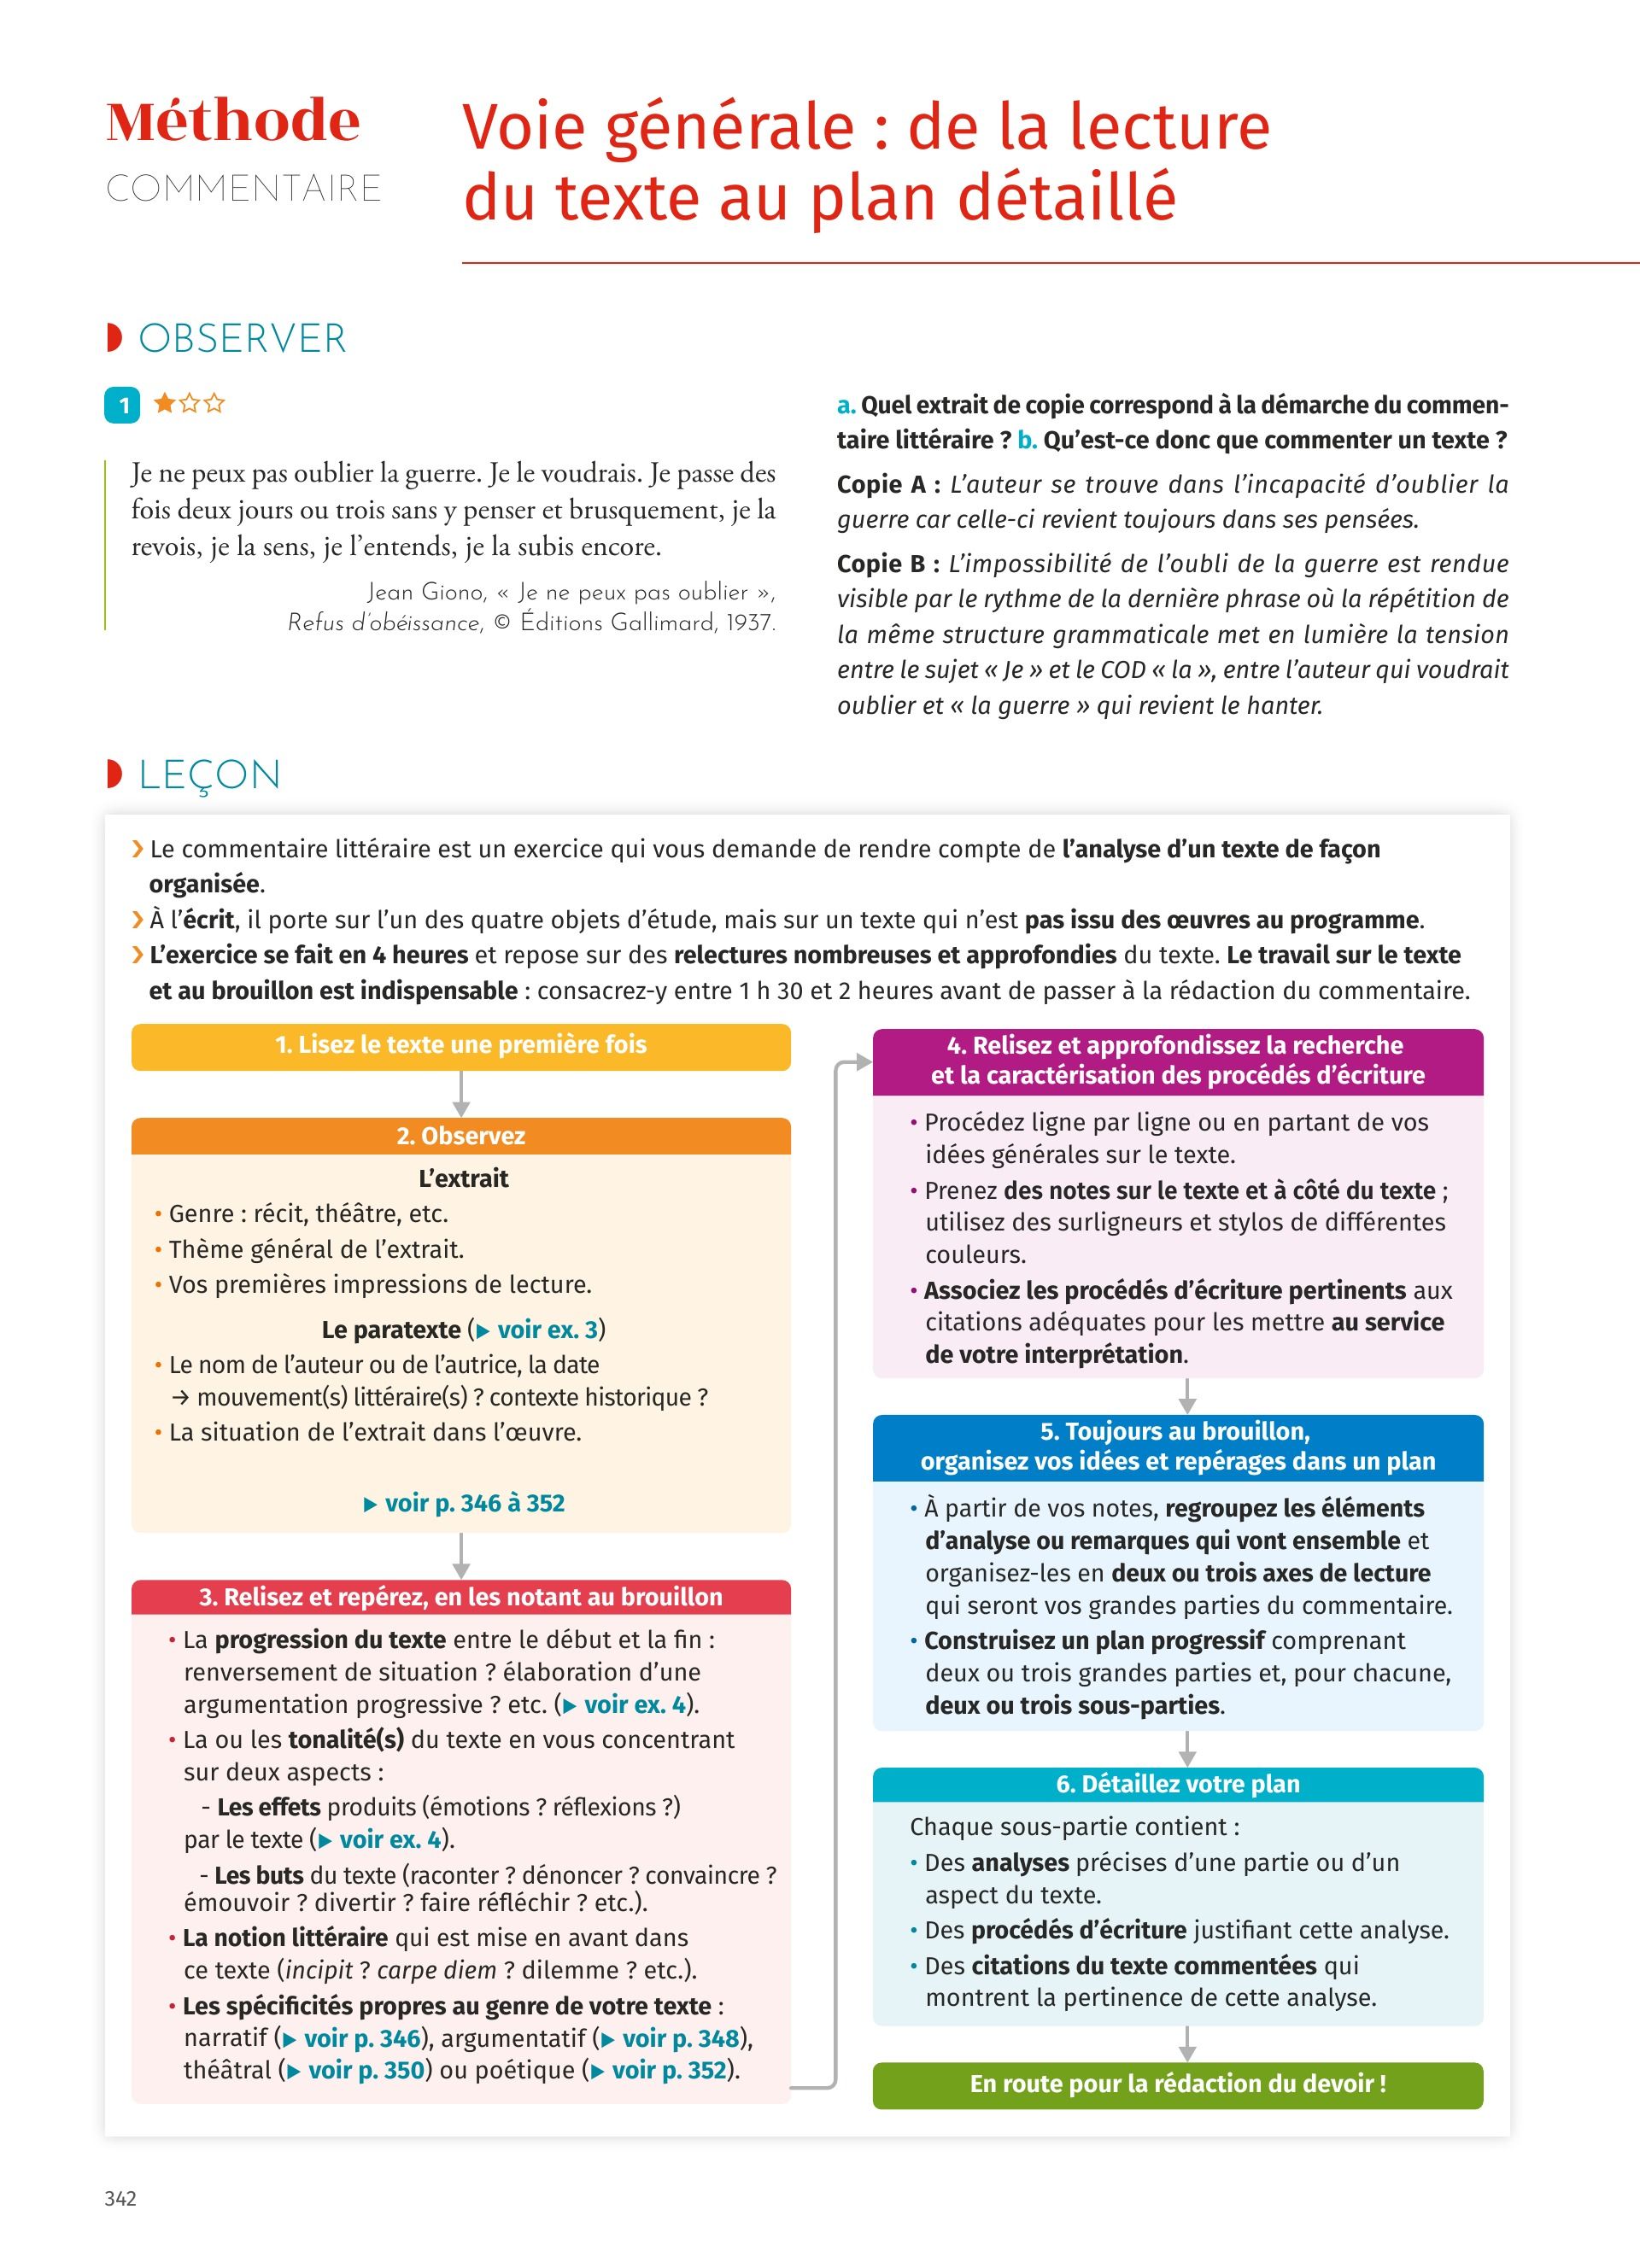 Méthode
COMMENTAIRE
Voie générale : de la lecture
du texte au plan détaillé
OBSERVER
1
Je ne peux pas oublier la guerre. Je le voudrais. Je passe des
fois deux jours ou trois sans y penser et brusquement, je la
revois, je la sens, je l’entends, je la subis encore.
Jean Giono, « Je ne peux pas oublier »,
Refus d’obéissance, © Éditions Gallimard, 1937.
a. Quel extrait de copie correspond à la démarche du commen-
taire littéraire ? b. Qu’est-ce donc que commenter un texte ?
Copie A : L’auteur se trouve dans l’incapacité d’oublier la
guerre car celle-ci revient toujours dans ses pensées.
Copie B : L’impossibilité de l’oubli de la guerre est rendue
visible par le rythme de la dernière phrase où la répétition de
la même structure grammaticale met en lumière la tension
entre le sujet « Je » et le COD « la », entre l’auteur qui voudrait
oublier et « la guerre » qui revient le hanter.
LEÇON
› Le commentaire littéraire est un exercice qui vous demande de rendre compte de l’analyse d’un texte de façon
organisée.
› À l’écrit, il porte sur l’un des quatre objets d’étude, mais sur un texte qui n’est pas issu des œuvres au programme.
› L’exercice se fait en 4 heures et repose sur des relectures nombreuses et approfondies du texte. Le travail sur le texte
et au brouillon est indispensable : consacrez-y entre 1 h 30 et 2 heures avant de passer à la rédaction du commentaire.
1. Lisez le texte une première fois
2. Observez
L’extrait
• Genre : récit, théâtre, etc.
• Thème général de l’extrait.
• Vos premières impressions de lecture.
Le paratexte (▶ voir ex. 3)
• Le nom de l’auteur ou de l’autrice, la date
→ mouvement(s) littéraire(s) ? contexte historique ?
• La situation de l’extrait dans l’œuvre.
▶ voir p. 346 à 352
3. Relisez et repérez, en les notant au brouillon
• La progression du texte entre le début et la fin :
renversement de situation ? élaboration d’une
argumentation progressive ? etc. (▶ voir ex. 4).
• La ou les tonalité(s) du texte en vous concentrant
sur deux aspects :
- Les effets produits (émotions ? réflexions ?)
par le texte (▶ voir ex. 4).
- Les buts du texte (raconter ? dénoncer ? convaincre ?
émouvoir ? divertir ? faire réfléchir ? etc.).
• La notion littéraire qui est mise en avant dans
ce texte (incipit ? carpe diem ? dilemme ? etc.).
• Les spécificités propres au genre de votre texte :
narratif (▶ voir p. 346), argumentatif (▶ voir p. 348),
théâtral (▶ voir p. 350) ou poétique (▶ voir p. 352).
4. Relisez et approfondissez la recherche
et la caractérisation des procédés d’écriture
• Procédez ligne par ligne ou en partant de vos
idées générales sur le texte.
• Prenez des notes sur le texte et à côté du texte ;
utilisez des surligneurs et stylos de différentes
couleurs.
• Associez les procédés d’écriture pertinents aux
citations adéquates pour les mettre au service
de votre interprétation.
5. Toujours au brouillon,
organisez vos idées et repérages dans un plan
• À partir de vos notes, regroupez les éléments
d’analyse ou remarques qui vont ensemble et
organisez-les en deux ou trois axes de lecture
qui seront vos grandes parties du commentaire.
• Construisez un plan progressif comprenant
deux ou trois grandes parties et, pour chacune,
deux ou trois sous-parties.
6. Détaillez votre plan
Chaque sous-partie contient :
• Des analyses précises d’une partie ou d’un
aspect du texte.
• Des procédés d’écriture justifiant cette analyse.
• Des citations du texte commentées qui
montrent la pertinence de cette analyse.
En route pour la rédaction du devoir !
342